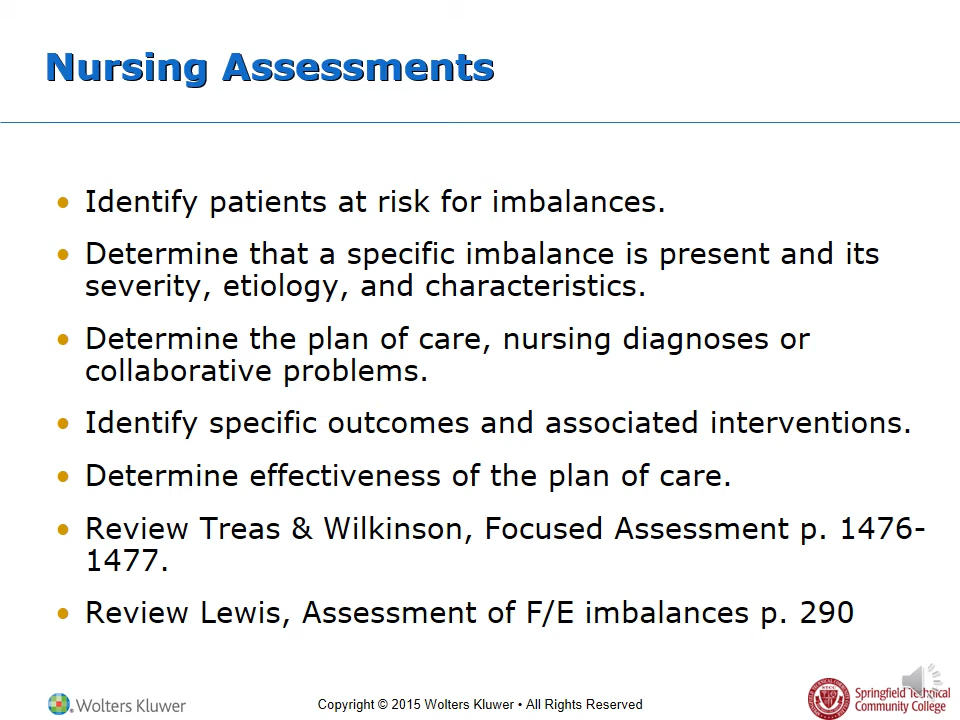 Nursing Assessments
• Identify patients at risk for imbalances.
• Determine that a specific imbalance is present and its
severity, etiology, and characteristics.
• Determine the plan of care, nursing diagnoses or
collaborative problems.
• Identify specific outcomes and associated interventions.
• Determine effectiveness of the plan of care.
• Review Treas & Wilkinson, Focused Assessment p. 1476-
1477.
• Review Lewis, Assessment of F/E imbalances p. 290
Wolters Kluwer
Copyright © 2015 Wolters Kluwer • All Rights Reserved
Springfield Technical
Community College